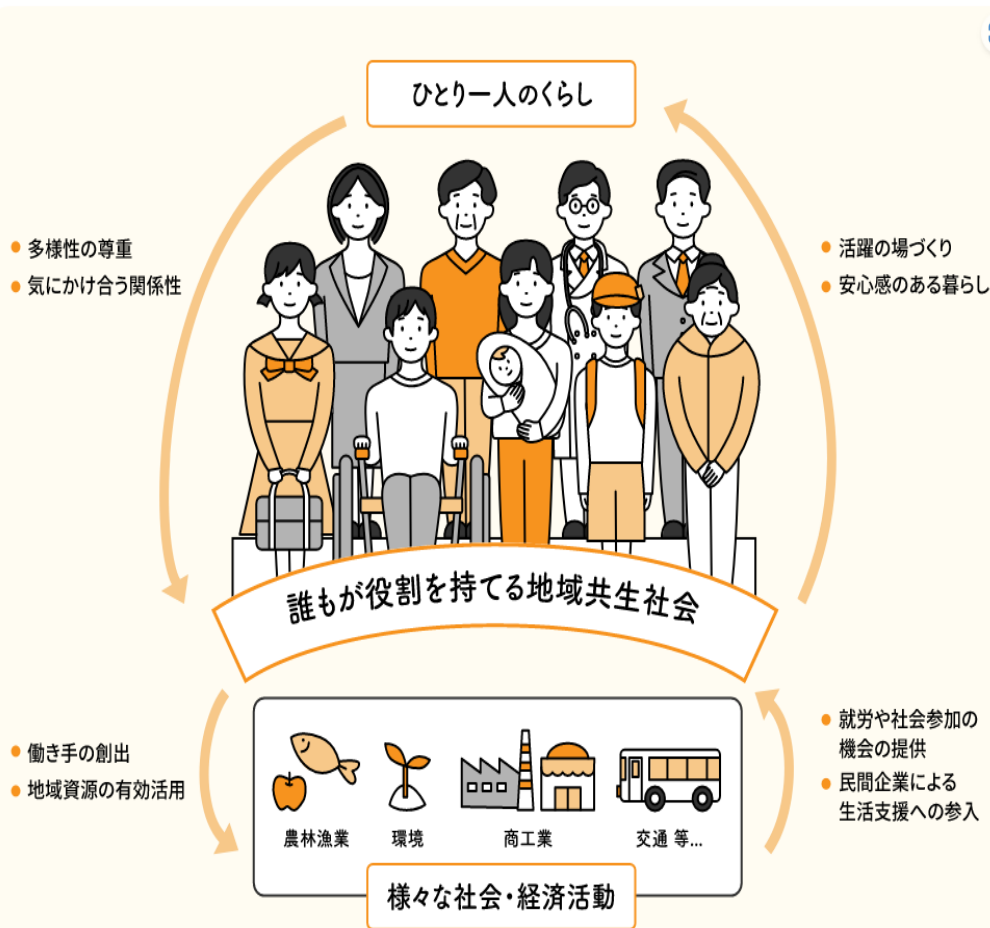 ひとり一人のくらし
● 多様性の尊重
● 気にかけ合う関係性
● 活躍の場づくり
● 安心感のある暮らし
誰もが役割を持てる地域共生社会
● 働き手の創出
● 地域資源の有効活用
● 就労や社会参加の
機会の提供
● 民間企業による
生活支援への参入
農林漁業
環境
商工業
交通 等...
様々な社会・経済活動